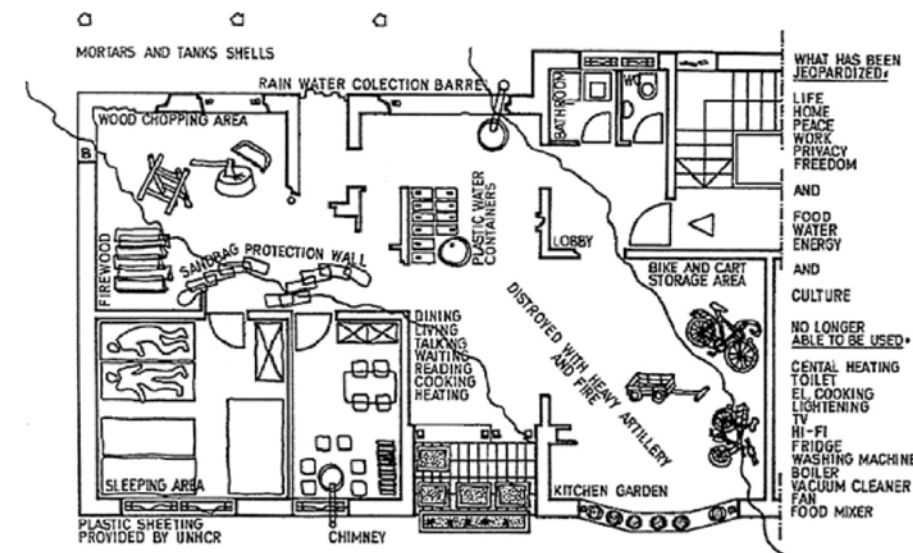 MORTARS AND TANKS SHELLS
RAIN WATER COLECTION BARREL
WOOD CHOPPING AREA
B
BATHROOM
WC
PLASTIC WATER
CONTAINERS
LOBBY
FIREWOOD
SANDBAG PROTECTION WALL
BIKE AND CART
STORAGE AREA
DINING
LIVING
TALKING
WAITING
READING
COOKING
HEATING
DISTROYED WITH HEAVY ARTILLERY
AND FIRE
SLEEPING AREA
KITCHEN GARDEN
PLASTIC SHEETING
PROVIDED BY UNHCR
CHIMNEY
WHAT HAS BEEN
JEOPARDIZED:
LIFE
HOME
PEACE
WORK
PRIVACY
FREEDOM
AND
FOOD
WATER
ENERGY
AND
CULTURE
NO LONGER
ABLE TO BE USED:
CENTAL HEATING
TOILET
EL. COOKING
LIGHTENING
TV
HI-FI
FRIDGE
WASHING MACHINE
BOILER
VACUUM CLEANER
FAN
FOOD MIXER